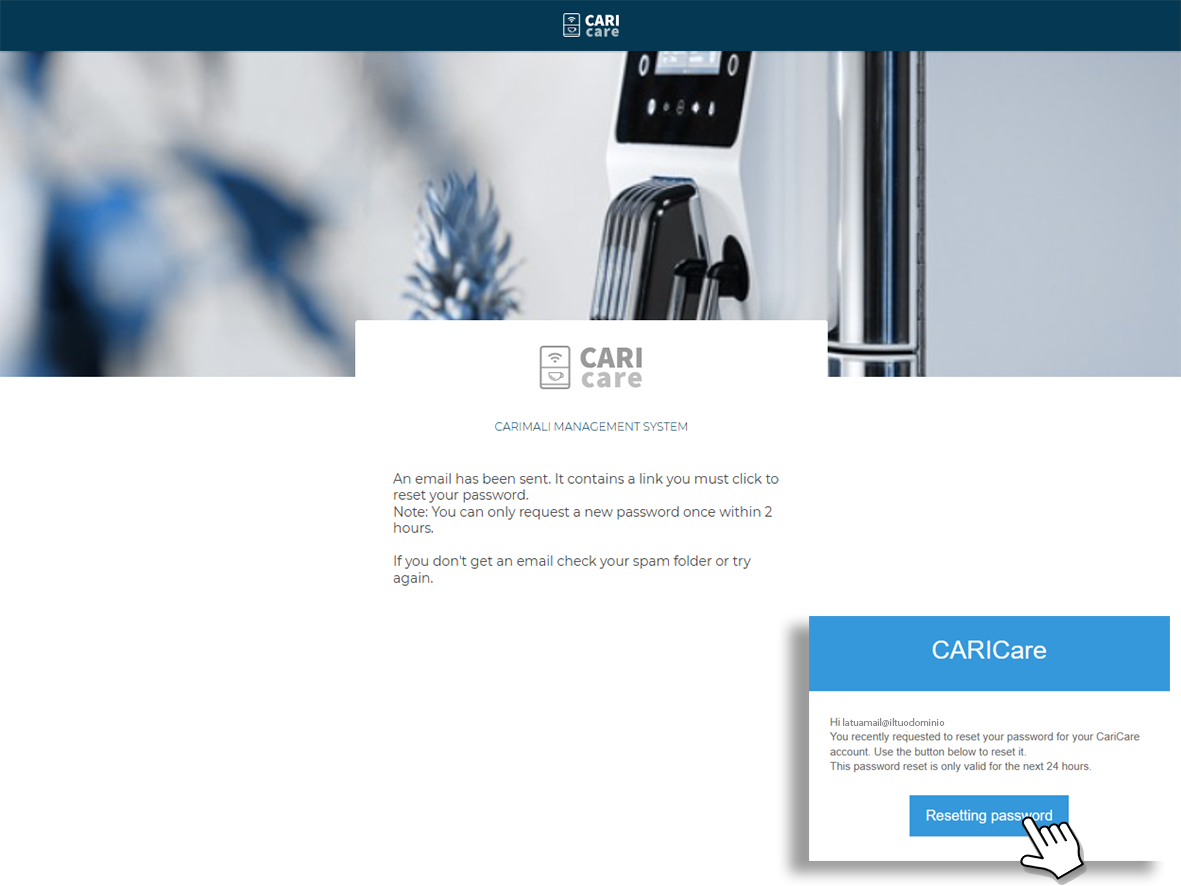 CARI
care
CARI
care
CARIMALI MANAGEMENT SYSTEM
An email has been sent. It contains a link you must click to
reset your password.
Note: You can only request a new password once within 2
hours.
If you don't get an email check your spam folder or try
again.
CARICare
Hi latuamail@iltuodominio
You recently requested to reset your password for your CariCare
account. Use the button below to reset it.
This password reset is only valid for the next 24 hours.
Resetting password